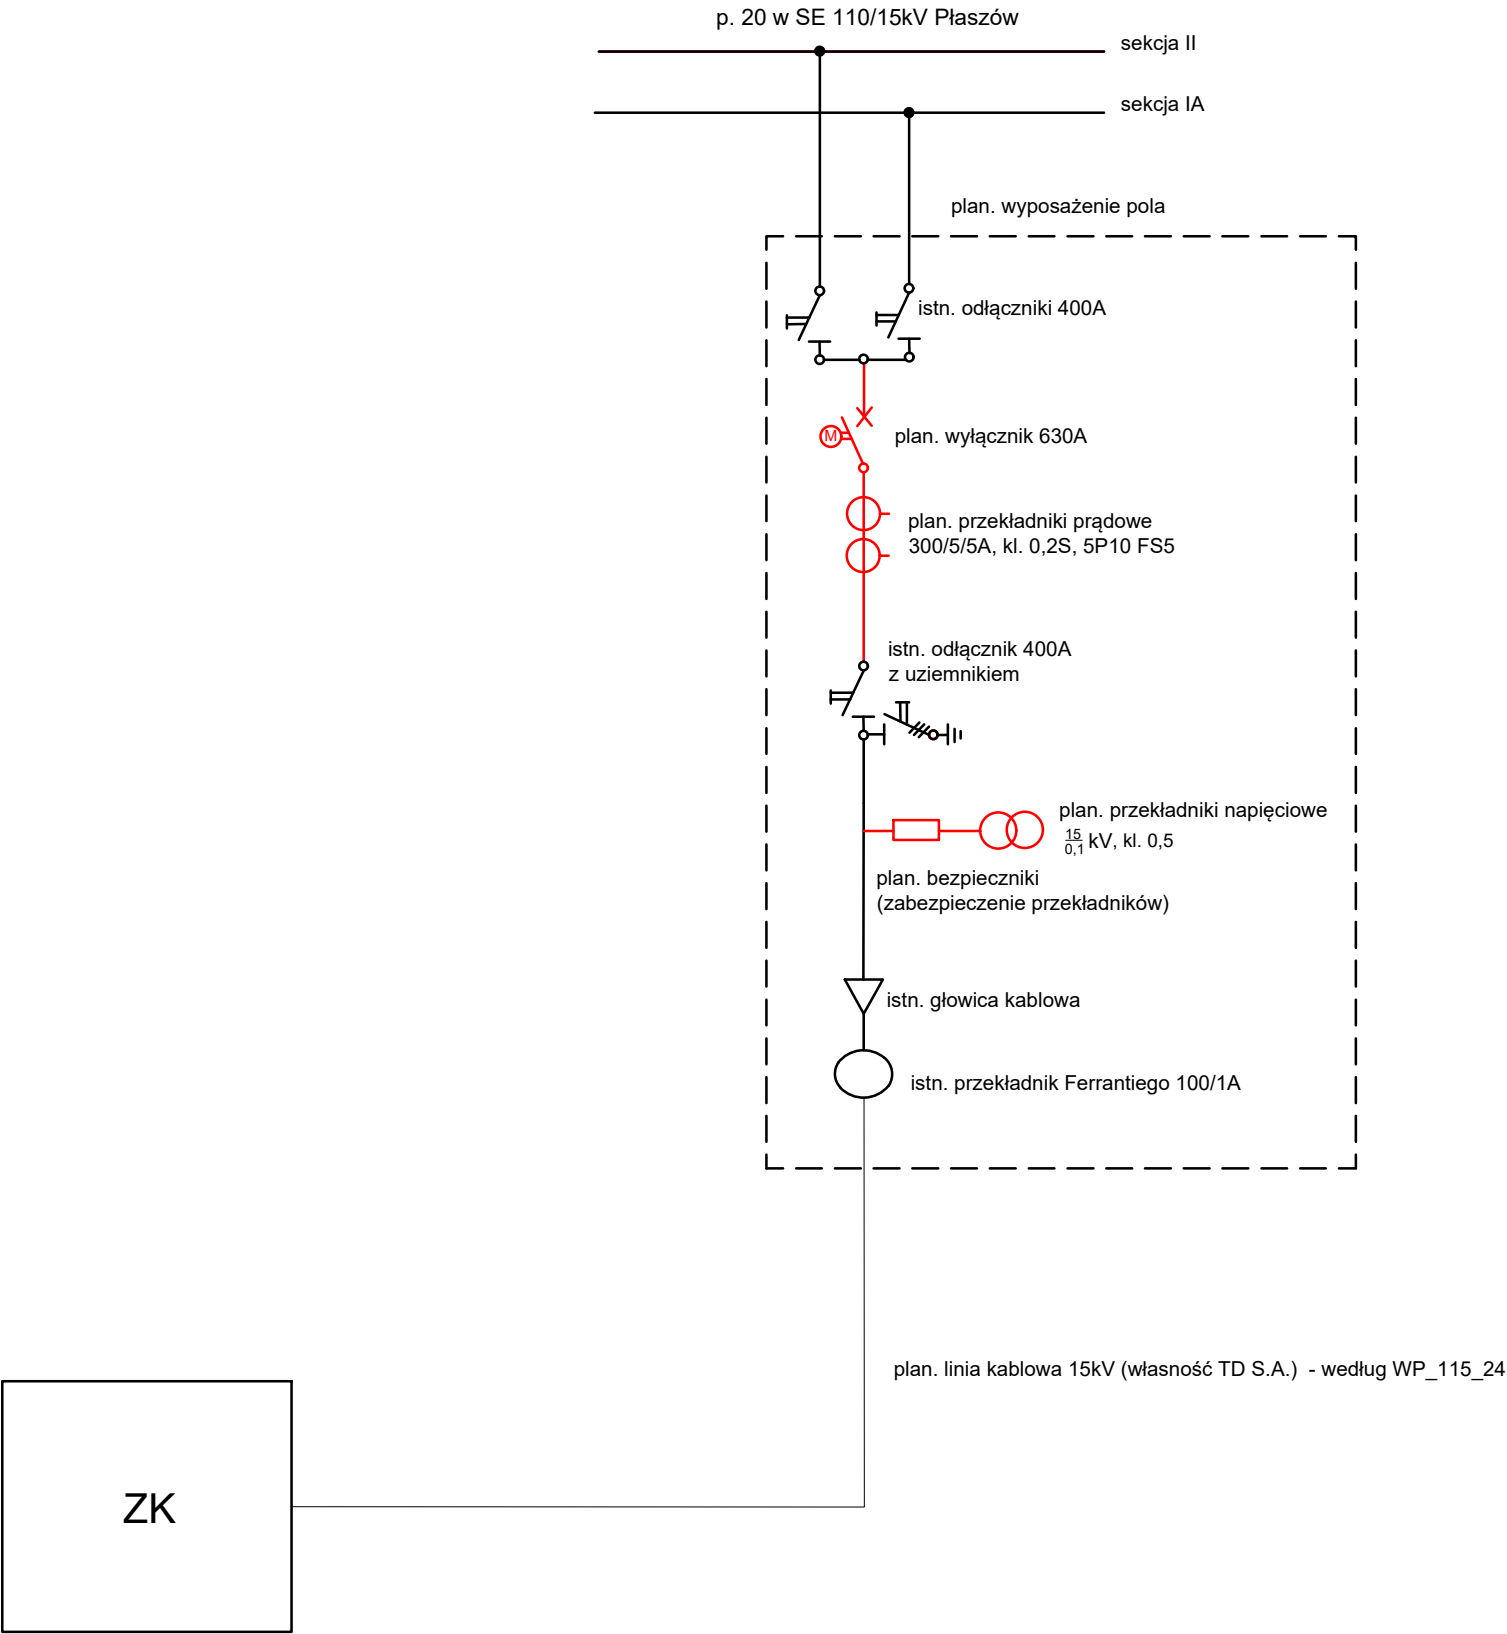 p. 20 w SE 110/15kV Płaszów
sekcja II
sekcja IA
plan. wyposażenie pola
istn. odłączniki 400A
M
plan. wyłącznik 630A
plan. przekładniki prądowe
300/5/5A, kl. 0,2S, 5P10 FS5
istn. odłącznik 400A
z uziemnikiem
plan. przekładniki napięciowe
15
0,1 kV, kl. 0,5
plan. bezpieczniki
(zabezpieczenie przekładników)
istn. głowica kablowa
istn. przekładnik Ferrantiego 100/1A
plan. linia kablowa 15kV (własność TD S.A.) - według WP_115_24
ZK